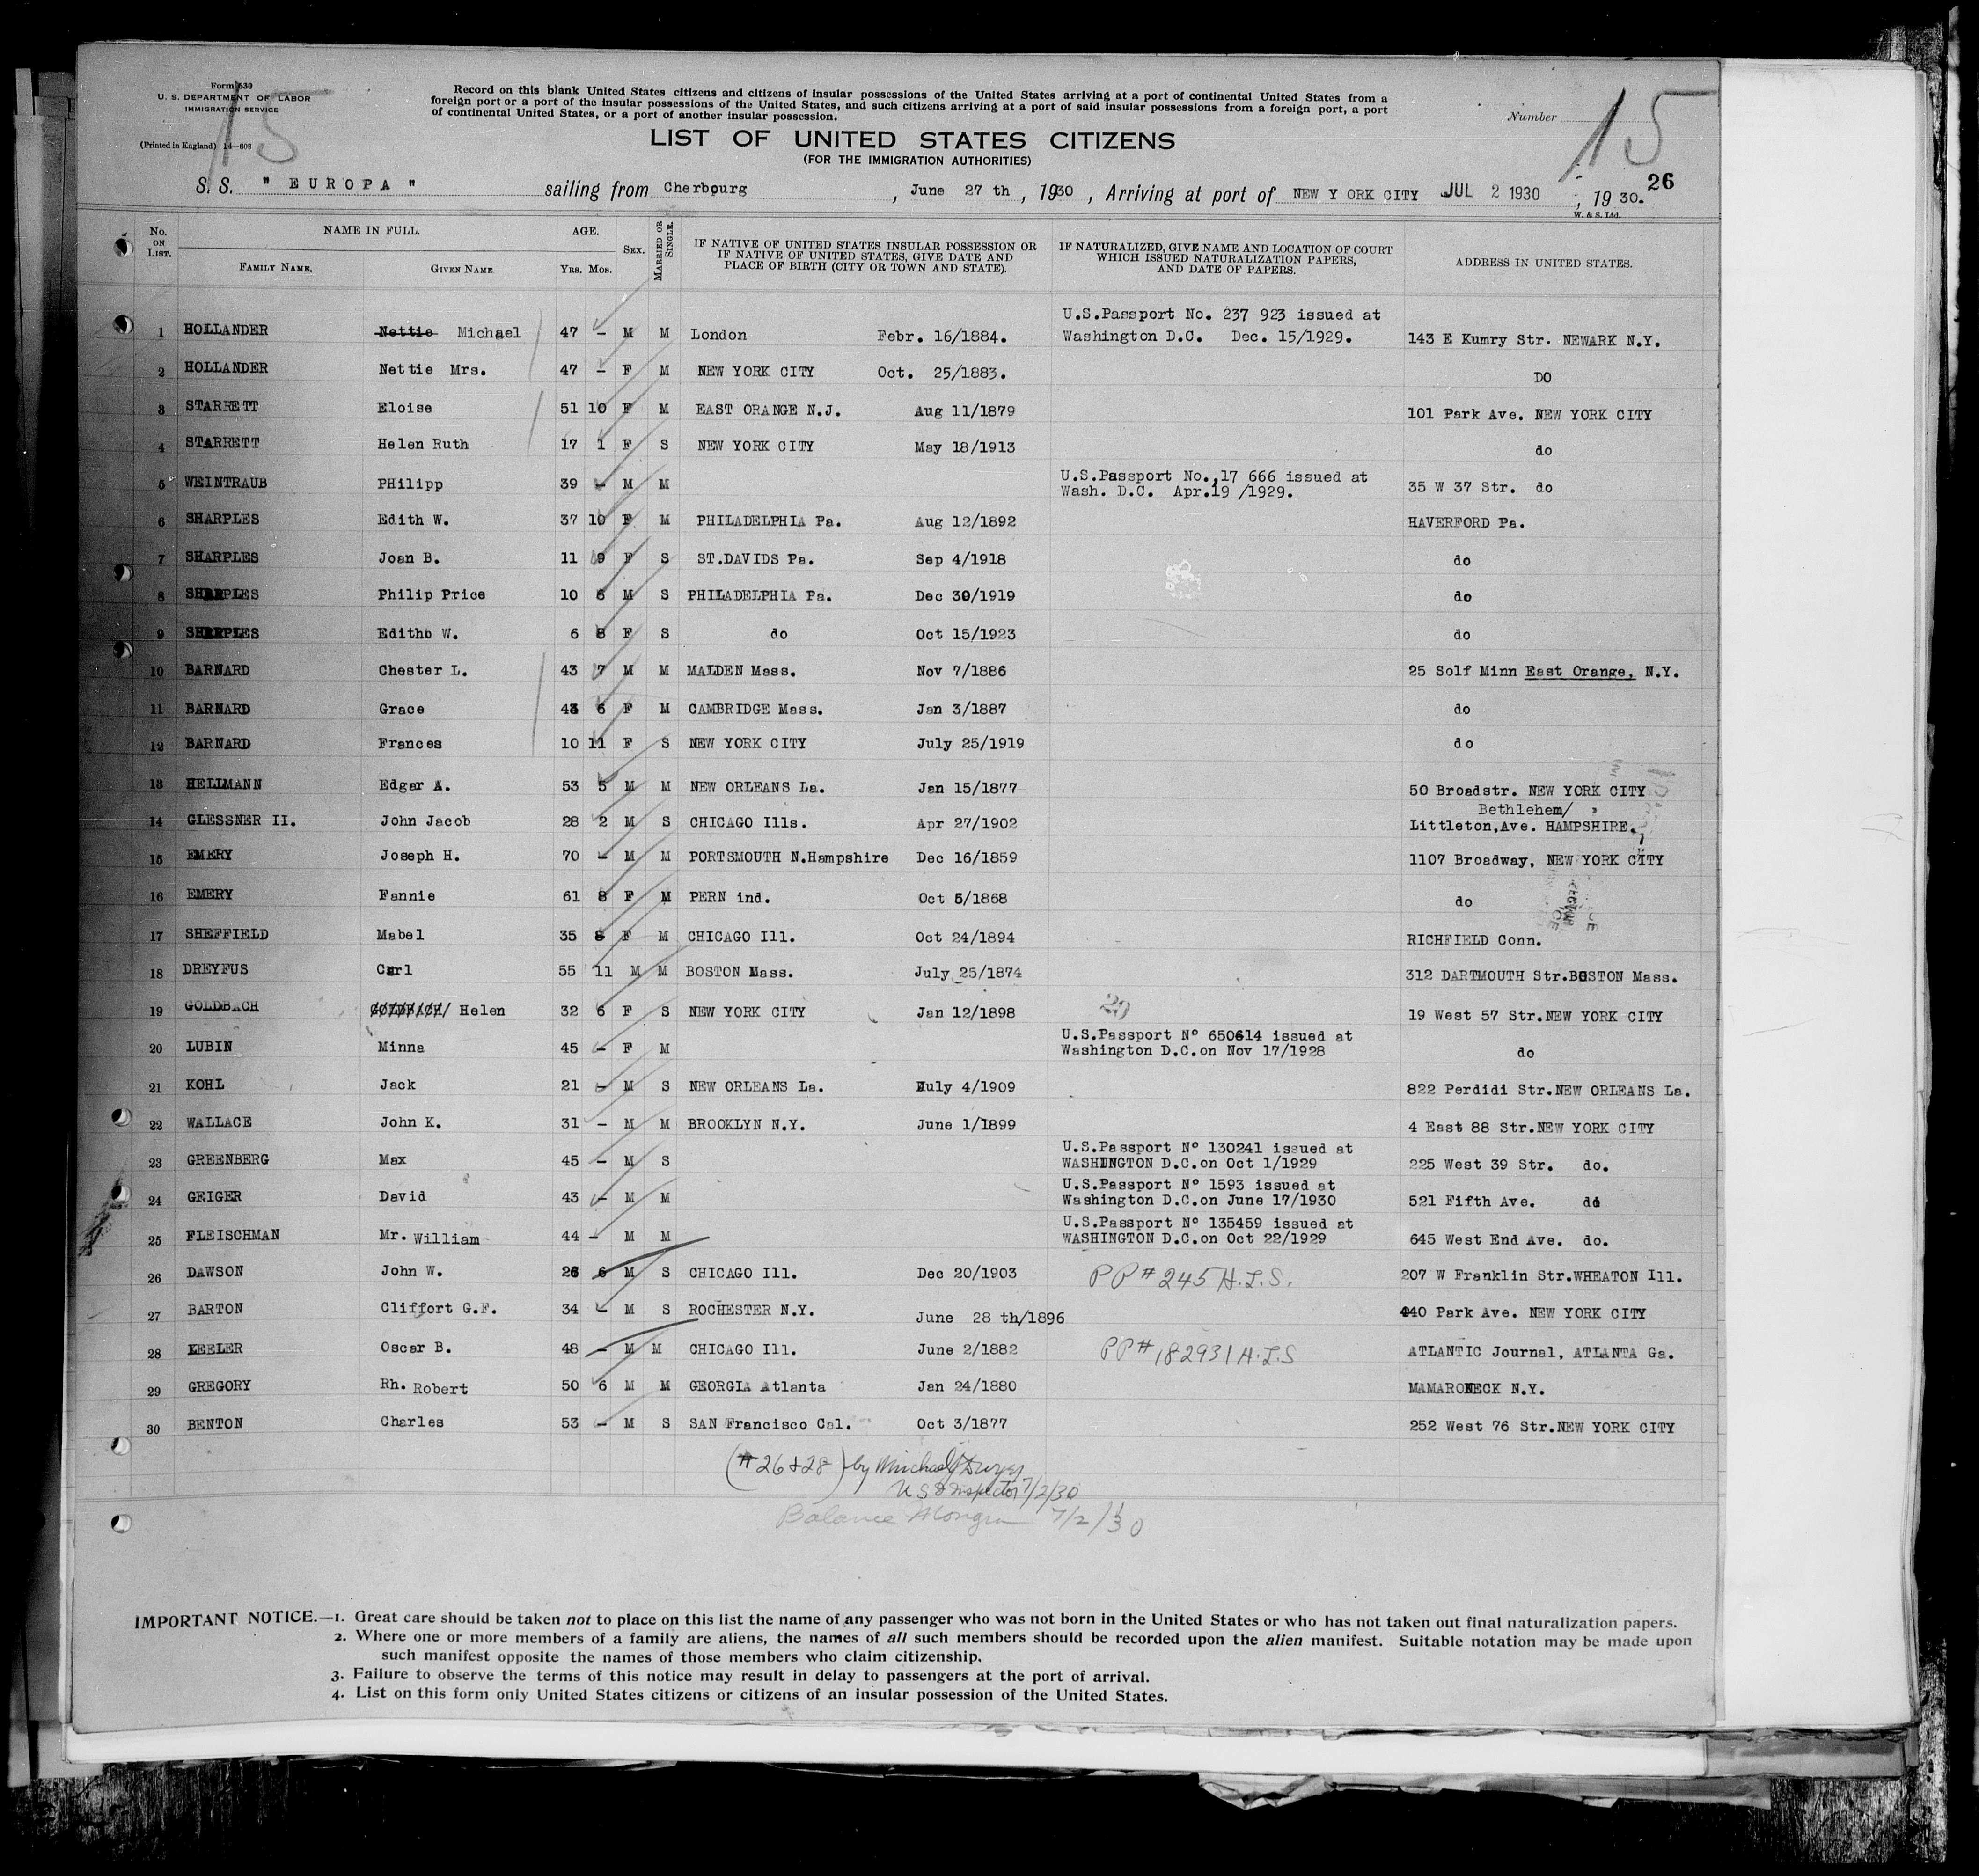 Form 630
U. S. DEPARTMENT OF LABOR
IMMIGRATION SERVICE
(Printed in England) 14—608
15
Record on this blank United States citizens and citizens of insular possessions of the United States arriving at a port of continental United States from a
foreign port or a port of the insular possessions of the United States, and such citizens arriving at a port of said insular possessions from a foreign port, a port
of continental United States, or a port of another insular possession.
Number 15
LIST OF UNITED STATES CITIZENS
(FOR THE IMMIGRATION AUTHORITIES)
26
S. S. " EUROPA " sailing from Cherbourg, June 27 th, 1930, Arriving at port of NEW Y ORK CITY JUL 2 1930, 19 30.
W. & S. Ltd.
No. ON LIST. NAME IN FULL. FAMILY NAME. GIVEN NAME. AGE. YRS. MOS. SEX. MARRIED OR SINGLE. IF NATIVE OF UNITED STATES INSULAR POSSESSION OR IF NATIVE OF UNITED STATES, GIVE DATE AND PLACE OF BIRTH (CITY OR TOWN AND STATE). IF NATURALIZED, GIVE NAME AND LOCATION OF COURT WHICH ISSUED NATURALIZATION PAPERS, AND DATE OF PAPERS. ADDRESS IN UNITED STATES.
1 HOLLANDER Nettie Michael 47 – M M London Febr. 16/1884. U.S.Passport No. 237 923 issued at Washington D.C. Dec. 15/1929. 143 E Kumry Str. NEWARK N.Y.
2 HOLLANDER Nettie Mrs. 47 – F M NEW YORK CITY Oct. 25/1883. DO
3 STARRETT Eloise 51 10 F M EAST ORANGE N.J. Aug 11/1879 101 Park Ave. NEW YORK CITY
4 STARRETT Helen Ruth 17 1 F S NEW YORK CITY May 18/1913 do
5 WEINTRAUB PHilipp 39 – M M U.S.Passport No.,17 666 issued at Wash. D.C. Apr.19 /1929. 35 W 37 Str. do
6 SHARPLES Edith W. 37 10 F M PHILADELPHIA Pa. Aug 12/1892 HAVERFORD Pa.
7 SHARPLES Joan B. 11 9 F S ST.DAVIDS Pa. Sep 4/1918 do
8 SHARPLES Philip Price 10 6 M S PHILADELPHIA Pa. Dec 30/1919 do
9 SHARPLES Edithb W. 6 8 F S do Oct 15/1923 do
10 BARNARD Chester L. 43 7 M M MALDEN Mass. Nov 7/1886 25 Solf Minn East Orange, N.Y.
11 BARNARD Grace 43 6 F M CAMBRIDGE Mass. Jan 3/1887 do
12 BARNARD Frances 10 11 F S NEW YORK CITY July 25/1919 do
13 HELLMANN Edgar A. 53 5 M M NEW ORLEANS La. Jan 15/1877 50 Broadstr. NEW YORK CITY
14 GLESSNER II. John Jacob 28 2 M S CHICAGO Ills. Apr 27/1902 Bethlehem/ Littleton,Ave. HAMPSHIRE.
15 EMERY Joseph H. 70 – M M PORTSMOUTH N.Hampshire Dec 16/1859 1107 Broadway, NEW YORK CITY
16 EMERY Fannie 61 8 F M PERN ind. Oct 5/1868 do
17 SHEFFIELD Mabel 35 8 F M CHICAGO Ill. Oct 24/1894 RICHFIELD Conn.
18 DREYFUS Carl 55 11 M M BOSTON Mass. July 25/1874 312 DARTMOUTH Str.BOSTON Mass.
19 GOLDBACH GOLDBACH Helen 32 6 F S NEW YORK CITY Jan 12/1898 19 West 57 Str.NEW YORK CITY
20 LUBIN Minna 45 – F M U.S.Passport Nº 650614 issued at Washington D.C.on Nov 17/1928 do
21 KOHL Jack 21 – M S NEW ORLEANS La. July 4/1909 822 Perdidi Str.NEW ORLEANS La.
22 WALLACE John K. 31 – M M BROOKLYN N.Y. June 1/1899 4 East 88 Str.NEW YORK CITY
23 GREENBERG Max 45 – M S U.S.Passport Nº 130241 issued at WASHINGTON D.C.on Oct 1/1929 225 West 39 Str. do.
24 GEIGER David 43 – M M U.S.Passport Nº 1593 issued at Washington D.C.on June 17/1930 521 Fifth Ave. do
25 FLEISCHMAN Mr. William 44 – M M U.S.Passport Nº 135459 issued at WASHINGTON D.C.on Oct 22/1929 645 West End Ave. do.
26 DAWSON John W. 26 6 M S CHICAGO Ill. Dec 20/1903 PP # 245 H.I.S. 207 W Franklin Str.WHEATON Ill.
27 BARTON Cliffort G.F. 34 – M S ROCHESTER N.Y. June 28 th/1896 440 Park Ave. NEW YORK CITY
28 KEELER Oscar B. 48 – M M CHICAGO Ill. June 2/1882 PP # 182931 H.I.S ATLANTIC Journal, ATLANTA Ga.
29 GREGORY Rh. Robert 50 6 M M GEORGIA Atlanta Jan 24/1880 MAMARONECK N.Y.
30 BENTON Charles 53 – M S SAN Francisco Cal. Oct 3/1877 252 West 76 Str.NEW YORK CITY
(#26+28) by
U S Inspector 7/2/30
Balance 7/2/30
IMPORTANT NOTICE.—1. Great care should be taken not to place on this list the name of any passenger who was not born in the United States or who has not taken out final naturalization papers.
2. Where one or more members of a family are aliens, the names of all such members should be recorded upon the alien manifest. Suitable notation may be made upon
such manifest opposite the names of those members who claim citizenship.
3. Failure to observe the terms of this notice may result in delay to passengers at the port of arrival.
4. List on this form only United States citizens or citizens of an insular possession of the United States.